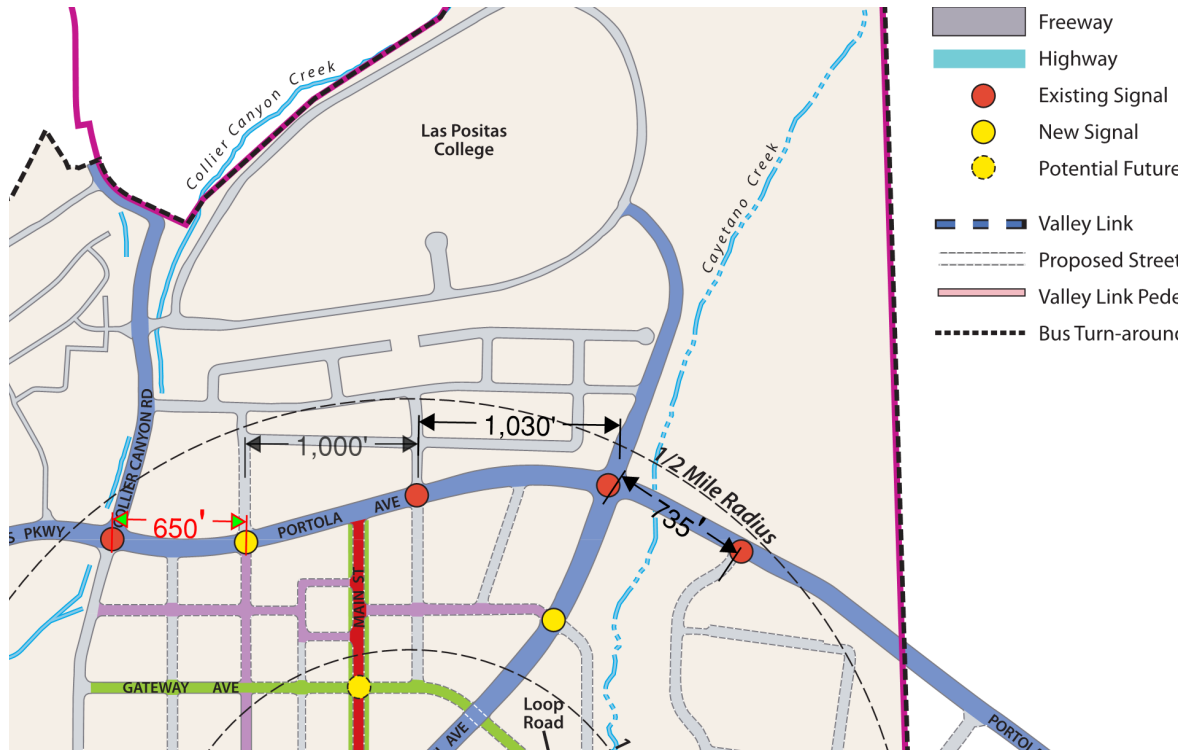 Freeway
Highway
Existing Signal
New Signal
Potential Future
Valley Link
Proposed Street
Valley Link Pede
Bus Turn-around
Collier Canyon Creek
Las Positas
College
Cayetano Creek
COLLIER CANYON RD
1,000'
1,030'
1/2 Mile Radius
735'
650'
S PKWY
PORTOLA AVE
MAIN ST
GATEWAY AVE
AVE
Loop
Road
PORTOL